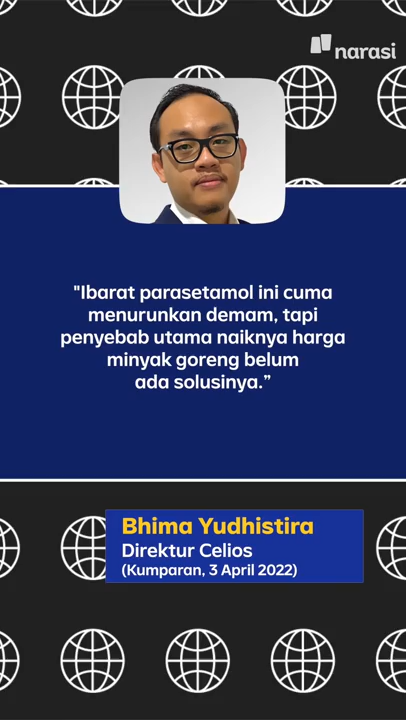 narasi
"Ibarat parasetamol ini cuma
menurunkan demam, tapi
penyebab utama naiknya harga
minyak goreng belum
ada solusinya.”
Bhima Yudhistira
Direktur Celios
(Kumparan, 3 April 2022)